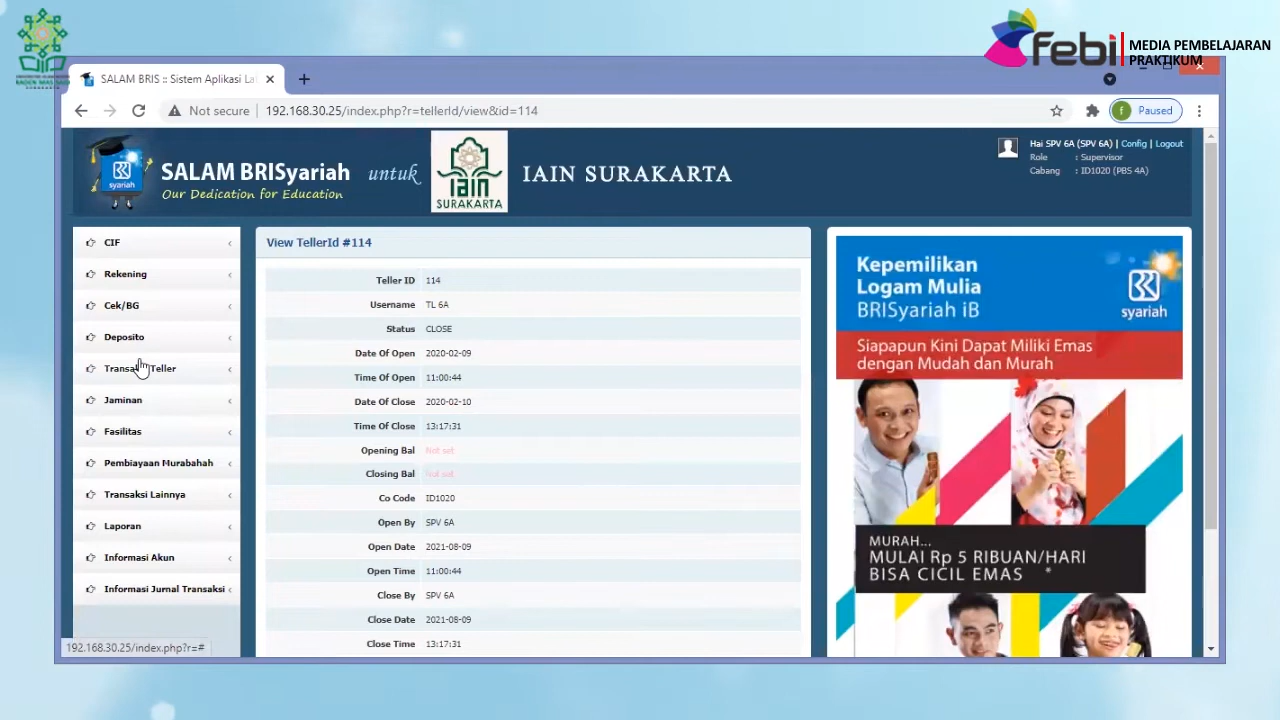 febi
MEDIA PEMBELAJARAN
PRAKTIKUM
RADEN MAS SAID
SALAM BRIS :: Sistem Aplikasi La
Not secure
192.168.30.25/index.php?r=tellerId/view&id=114
f
Paused
syariah
SALAM BRISyariah
Our Dedication for Education
untuk
iain
SURAKARTA
IAIN SURAKARTA
Hai SPV 6A (SPV 6A) | Config | Logout
Role : Supervisor
Cabang : ID1020 (PBS 4A)
CIF
Rekening
Cek/BG
Deposito
Transaksi Teller
Jaminan
Fasilitas
Pembiayaan Murabahah
Transaksi Lainnya
Laporan
Informasi Akun
Informasi Jurnal Transaksi
192.168.30.25/index.php?r=#
View TellerId #114
Teller ID 114
Username TL 6A
Status CLOSE
Date Of Open 2020-02-09
Time Of Open 11:00:44
Date Of Close 2020-02-10
Time Of Close 13:17:31
Opening Bal Not set
Closing Bal Not set
Co Code ID1020
Open By SPV 6A
Open Date 2021-08-09
Open Time 11:00:44
Close By SPV 6A
Close Date 2021-08-09
Close Time 13:17:31
Kepemilikan
Logam Mulia
BRISyariah iB
syariah
Siapapun Kini Dapat Miliki Emas
dengan Mudah dan Murah
MURAH...
MULAI Rp 5 RIBUAN/HARI
BISA CICIL EMAS *